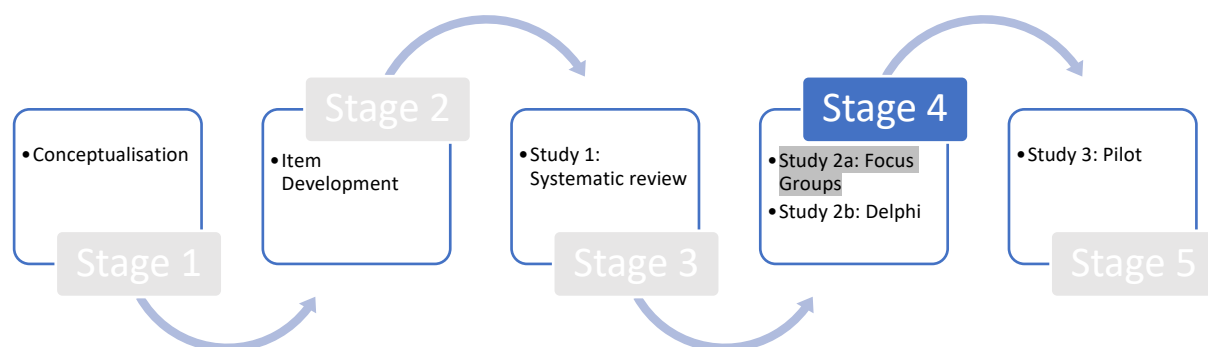 •Conceptualisation
Stage 1
Stage 2
•Item
Development
•Study 1:
Systematic review
Stage 3
Stage 4
•Study 2a: Focus
Groups
•Study 2b: Delphi
•Study 3: Pilot
Stage 5